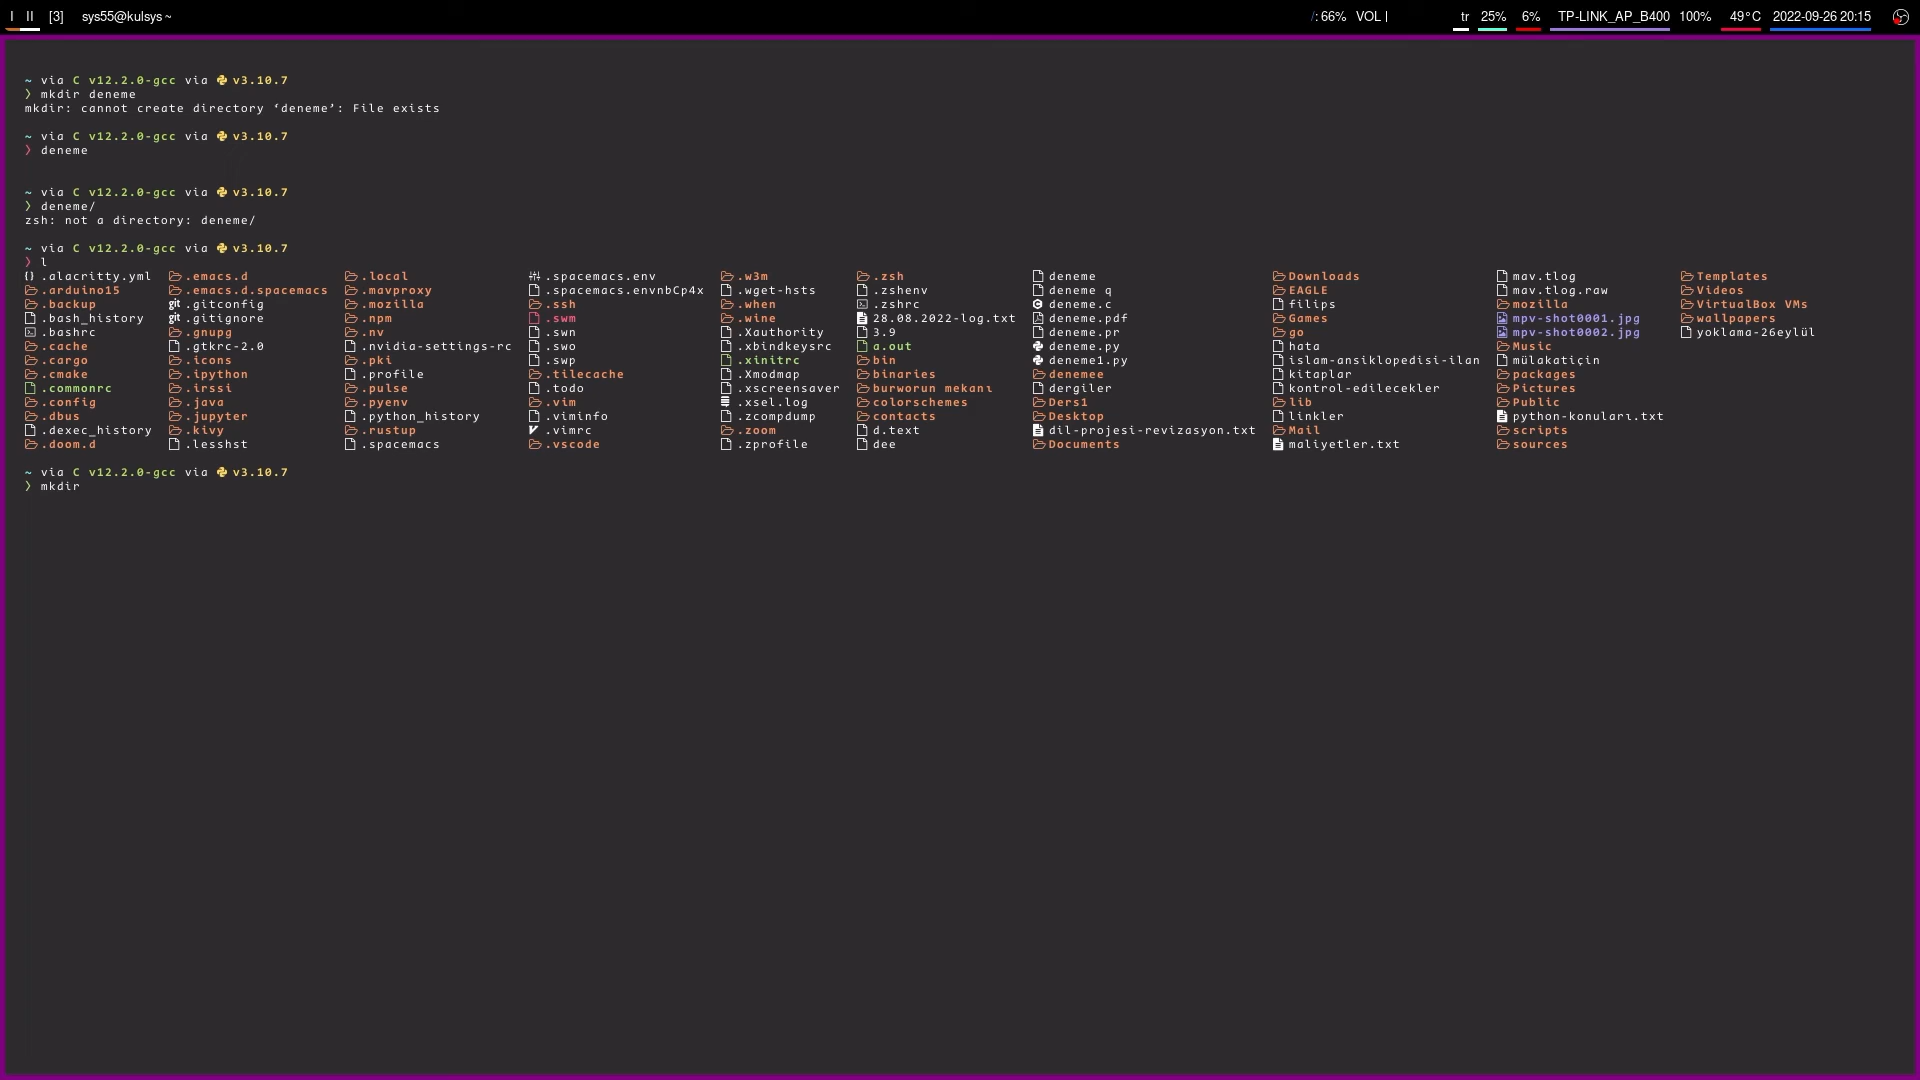 I II [3] sys55@kulsys ~ /: 66% VOL | tr 25% 6% TP-LINK_AP_B400 100% 49°C 2022-09-26 20:15
~ via C v12.2.0-gcc via v3.10.7
❯ mkdir deneme
mkdir: cannot create directory ‘deneme’: File exists
~ via C v12.2.0-gcc via v3.10.7
❯ deneme
~ via C v12.2.0-gcc via v3.10.7
❯ deneme/
zsh: not a directory: deneme/
~ via C v12.2.0-gcc via v3.10.7
❯ l
{} .alacritty.yml .emacs.d .local .spacemacs.env .w3m .zsh deneme Downloads mav.tlog Templates
.arduino15 .emacs.d.spacemacs .mavproxy .spacemacs.envnbCp4x .wget-hsts .zshenv deneme q EAGLE mav.tlog.raw Videos
.backup git .gitconfig .mozilla .ssh .when .zshrc deneme.c filips mozilla VirtualBox VMs
.bash_history git .gitignore .npm .swm .wine 28.08.2022-log.txt deneme.pdf Games mpv-shot0001.jpg wallpapers
.bashrc .gnupg .nv .swn .Xauthority 3.9 deneme.pr go mpv-shot0002.jpg yoklama-26eylül
.cache .gtkrc-2.0 .nvidia-settings-rc .swo .xbindkeysrc a.out deneme.py hata Music
.cargo .icons .pki .swp .xinitrc bin deneme1.py islam-ansiklopedisi-ilan mülakatiçin
.cmake .ipython .profile .tilecache .Xmodmap binaries denemee kitaplar packages
.commonrc .irssi .pulse .todo .xscreensaver burworun mekanı dergiler kontrol-edilecekler Pictures
.config .java .pyenv .vim .xsel.log colorschemes Ders1 lib Public
.dbus .jupyter .python_history .viminfo .zcompdump contacts Desktop linkler python-konuları.txt
.dexec_history .kivy .rustup .vimrc .zoom d.text dil-projesi-revizasyon.txt Mail scripts
.doom.d .lesshst .spacemacs .vscode .zprofile dee Documents maliyetler.txt sources
~ via C v12.2.0-gcc via v3.10.7
❯ mkdir